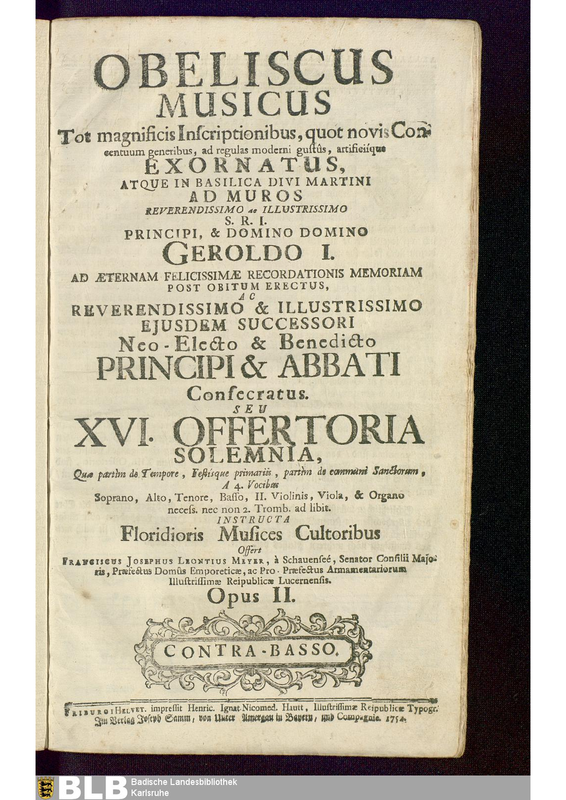 OBELISCUS
MUSICUS
Tot magnificis Inſcriptionibus, quot novis Con-
centuum generibus, ad regulas moderni guſtûs, artificiíque
EXORNATUS,
ATQUE IN BASILICA DIVI MARTINI
AD MUROS
REVERENDISSIMO ac ILLUSTRISSIMO
S. R. I.
PRINCIPI, & DOMINO DOMINO
GEROLDO I.
AD ÆTERNAM FELICISSIMÆ RECORDATIONIS MEMORIAM
POST OBITUM ERECTUS,
AC
REVERENDISSIMO & ILLUSTRISSIMO
EJUSDEM SUCCESSORI
Neo-Electo & Benedicto
PRINCIPI & ABBATI
Conſecratus.
SEU
XVI. OFFERTORIA
SOLEMNIA,
Quæ partìm de Tempore, Feſtisque primariis, partìm de communi Sanctorum,
A 4. Vocibus
Soprano, Alto, Tenore, Baſſo, II. Violinis, Viola, & Organo
neceſs. nec non 2. Tromb. ad libit.
INSTRUCTA
Floridioris Muſices Cultoribus
Offert
FRANCISCUS JOSEPHUS LEONTIUS MEYER, à Schauenſeé, Senator Conſilii Majo-
ris, Præfectus Domûs Emporeticæ, ac Pro-Præfectus Armamentariorum
Illuſtriſſimæ Reipublicæ Lucernenſis.
Opus II.
CONTRA-BASSO.
FRIBURGI HELVET. impreſſit Henric. Ignat. Nicomed. Hautt, Illuſtriſſimæ Reipublicæ Typogr.
In Verlag Joſeph Samm, von Unter Amergau in Bayern, und Compagnie. 1754.
BLB Badische Landesbibliothek
Karlsruhe